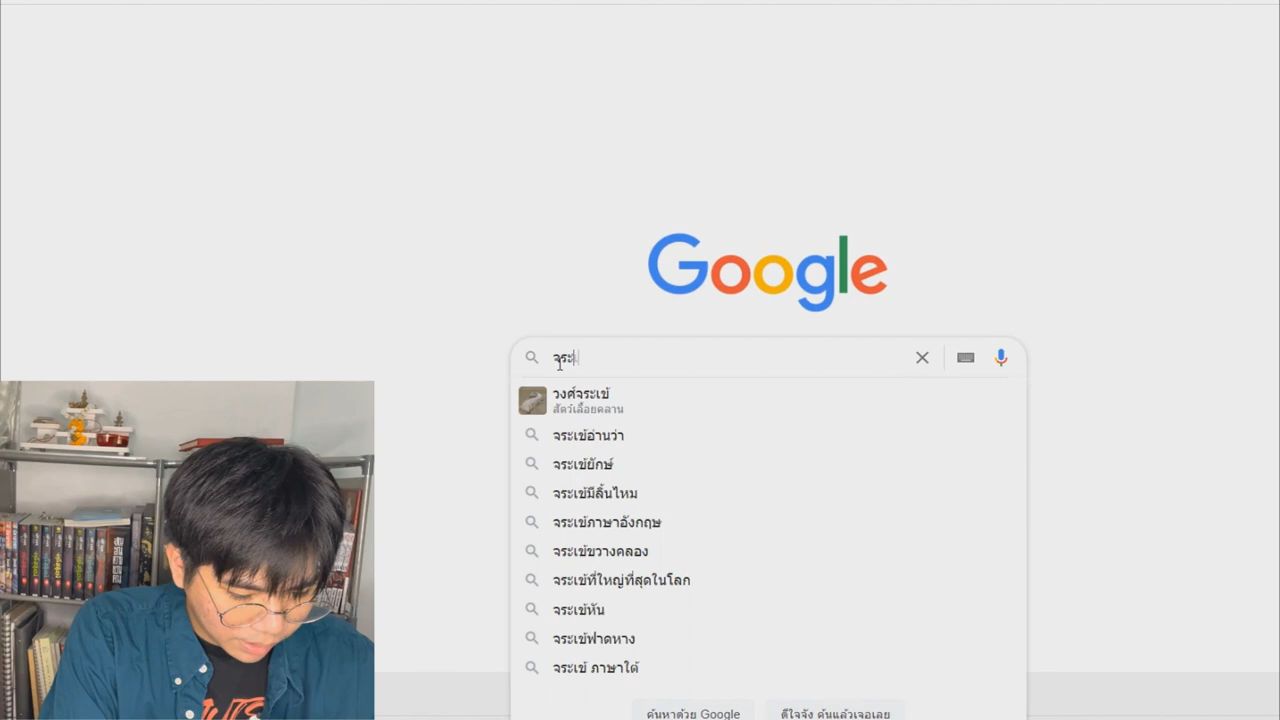 Google
จระเ
วงศ์จระเข้
สัตว์เลื้อยคลาน
จระเข้อ่านว่า
จระเข้ยักษ์
จระเข้มีลิ้นไหม
จระเข้ภาษาอังกฤษ
จระเข้ขวางคลอง
จระเข้ที่ใหญ่ที่สุดในโลก
จระเข้หัน
จระเข้ฟาดหาง
จระเข้ ภาษาใต้
ค้นหาด้วย Google
ดีใจจัง ค้นแล้วเจอเลย